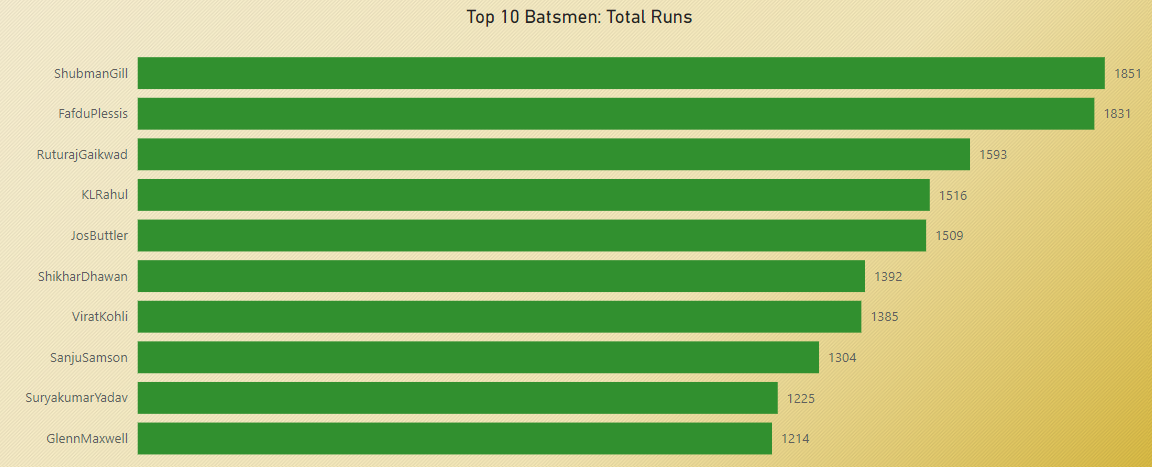 Top 10 Batsmen: Total Runs
ShubmanGill 1851
FafduPlessis 1831
RuturajGaikwad 1593
KLRahul 1516
JosButtler 1509
ShikharDhawan 1392
ViratKohli 1385
SanjuSamson 1304
SuryakumarYadav 1225
GlennMaxwell 1214